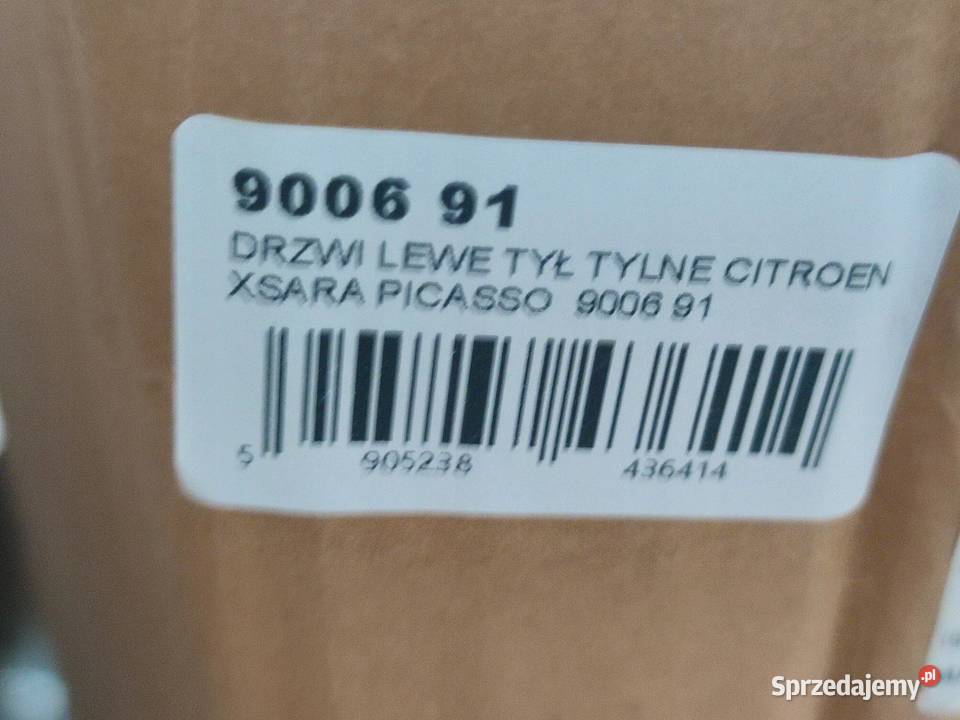 9006 91
DRZWI LEWE TYŁ TYLNE CITROEN
XSARA PICASSO 9006 91
5 905238 436414
Sprzedajemy.pl